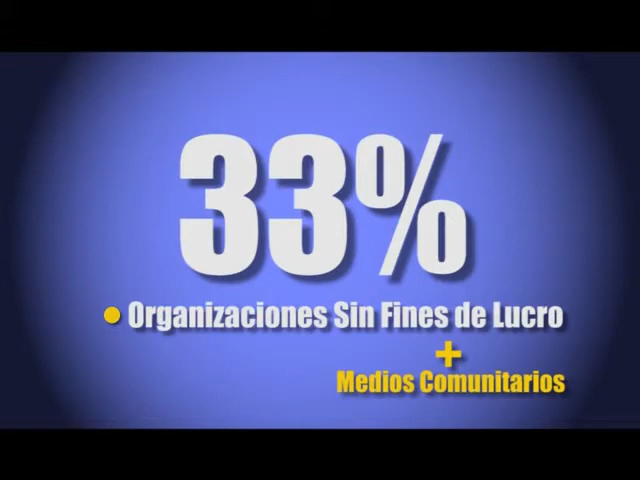 33%
Organizaciones Sin Fines de Lucro
+
Medios Comunitarios